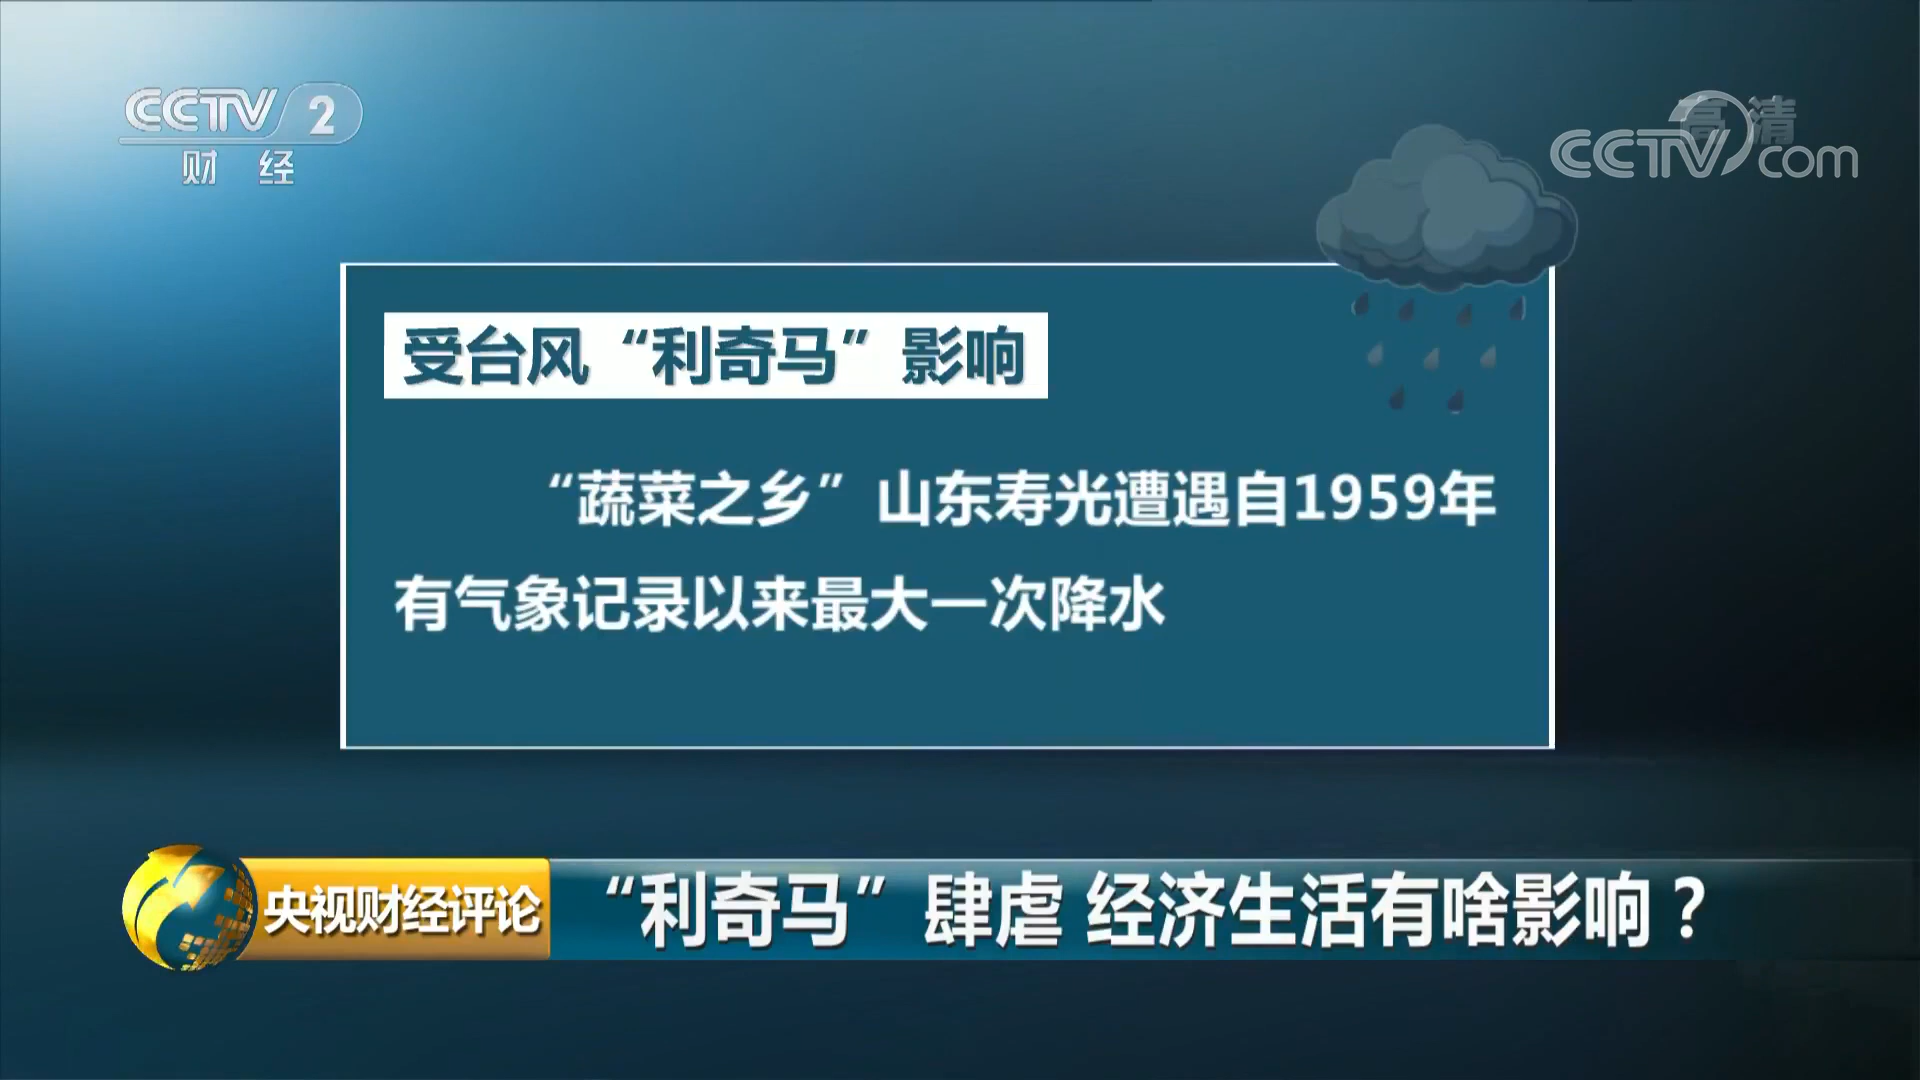 CCTV 2
财 经
高清
CCTV.com
受台风“利奇马”影响
“蔬菜之乡”山东寿光遭遇自1959年
有气象记录以来最大一次降水
央视财经评论
“利奇马”肆虐 经济生活有啥影响？